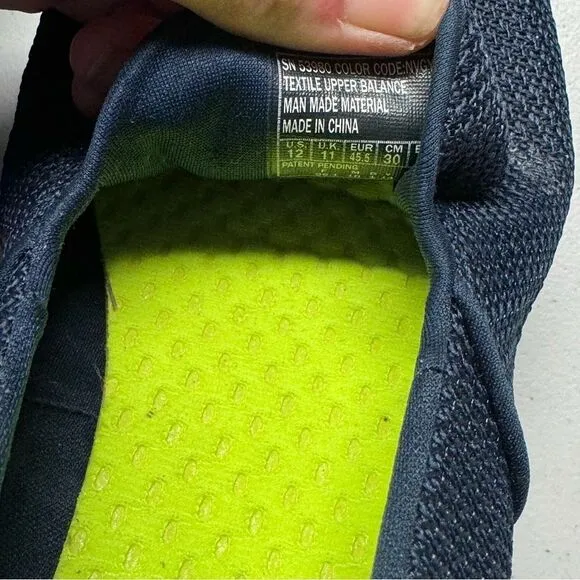 SN 53980 COLOR CODE:NVGY
TEXTILE UPPER BALANCE
MAN MADE MATERIAL
MADE IN CHINA
U.S. U.K. EUR CM
12 11 45.5 30
PATENT PENDING